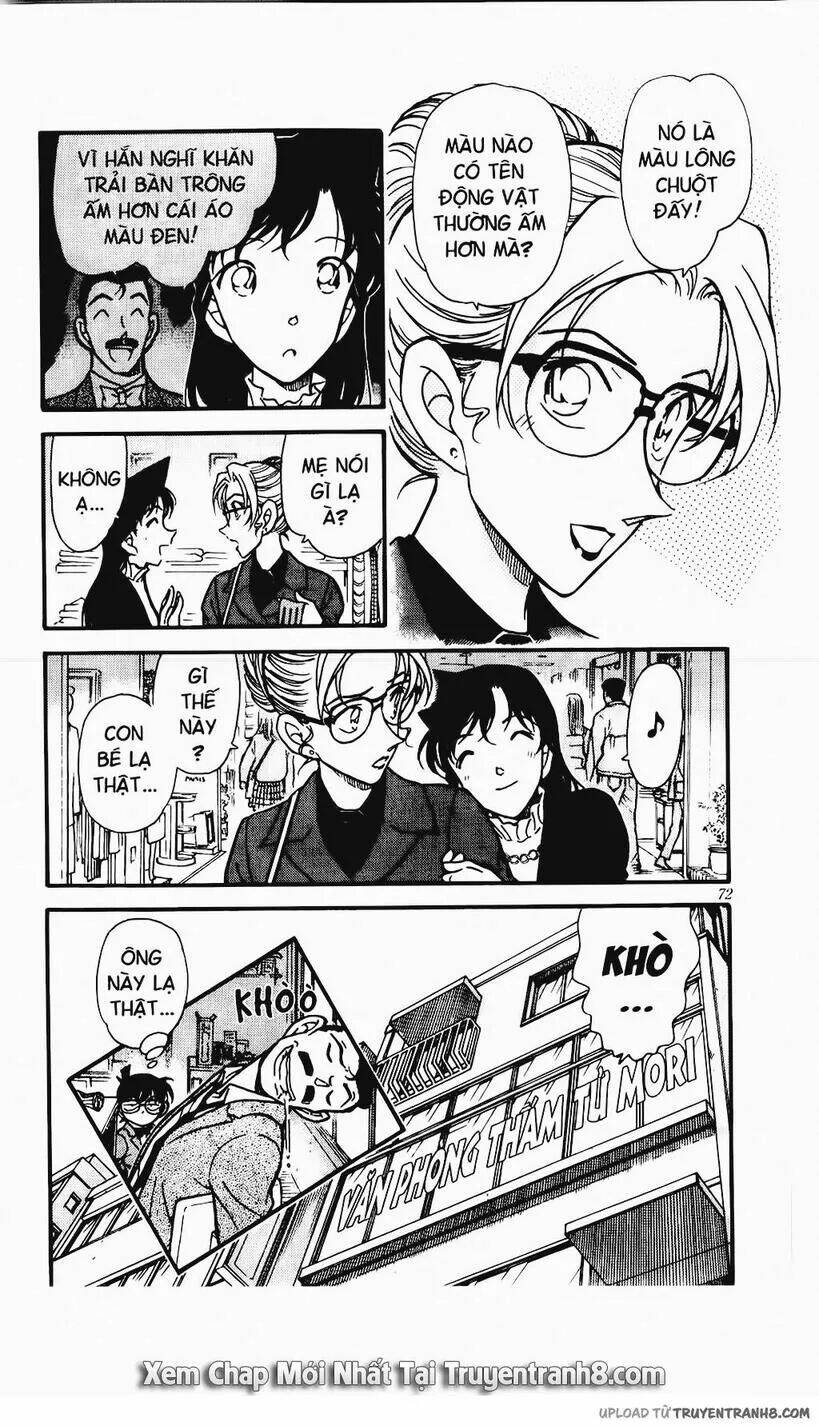 NÓ LÀ
MÀU LÔNG
CHUỘT
ĐẤY!
MÀU NÀO
CÓ TÊN
ĐỘNG VẬT
THƯỜNG ẤM
HƠN MÀ?
VÌ HẮN NGHĨ KHĂN
TRẢI BÀN TRÔNG
ẤM HƠN CÁI ÁO
MÀU ĐEN!
MẸ NÓI
GÌ LẠ
À?
KHÔNG
Ạ...
GÌ
THẾ
NÀY
?
CON
BÉ LẠ
THẬT...
72
KHÒ
...
ÔNG
NÀY LẠ
THẬT...
KHÒÒ
VĂN PHÒNG THẤM TỬ MORI
Xem Chap Mới Nhất Tại Truyentranh8.com
UPLOAD TỪ TRUYENTRANH8.COM